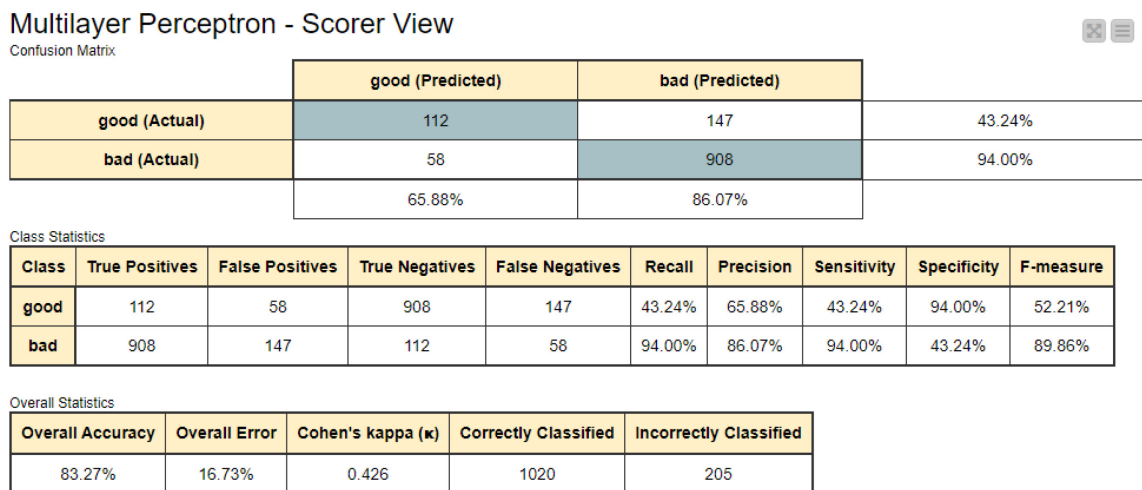 Multilayer Perceptron - Scorer View
Confusion Matrix
good (Predicted) bad (Predicted)
good (Actual) 112 147 43.24%
bad (Actual) 58 908 94.00%
65.88% 86.07%
Class Statistics
Class True Positives False Positives True Negatives False Negatives Recall Precision Sensitivity Specificity F-measure
good 112 58 908 147 43.24% 65.88% 43.24% 94.00% 52.21%
bad 908 147 112 58 94.00% 86.07% 94.00% 43.24% 89.86%
Overall Statistics
Overall Accuracy Overall Error Cohen's kappa (κ) Correctly Classified Incorrectly Classified
83.27% 16.73% 0.426 1020 205